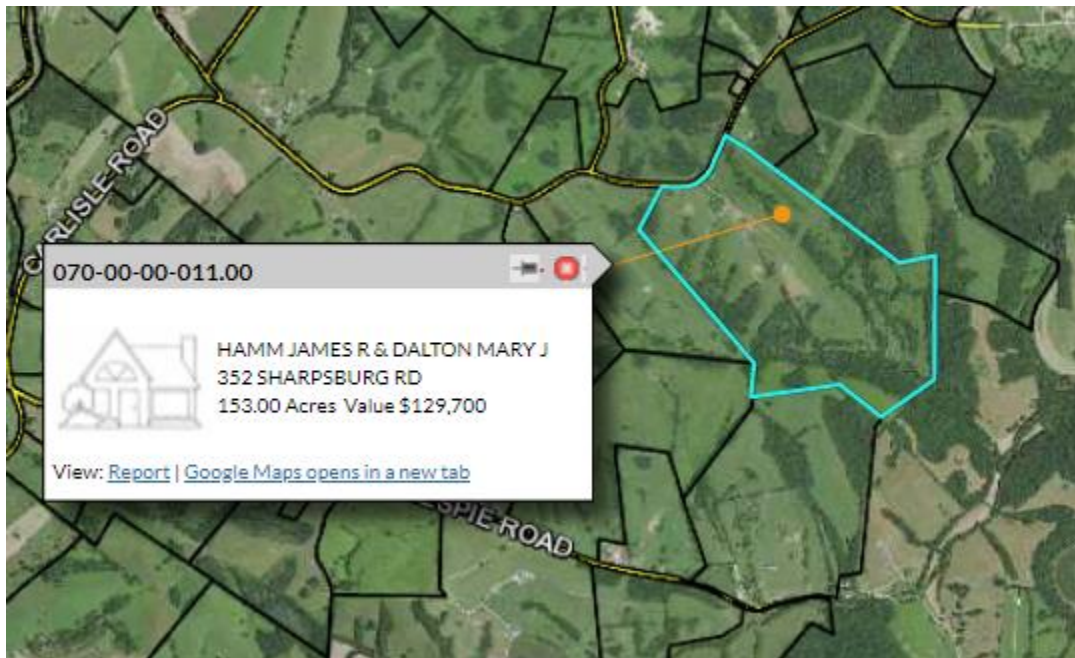 CARLISLE ROAD
070-00-00-011.00
HAMM JAMES R & DALTON MARY J
352 SHARPSBURG RD
153.00 Acres Value $129,700
View: Report | Google Maps opens in a new tab
ROAD